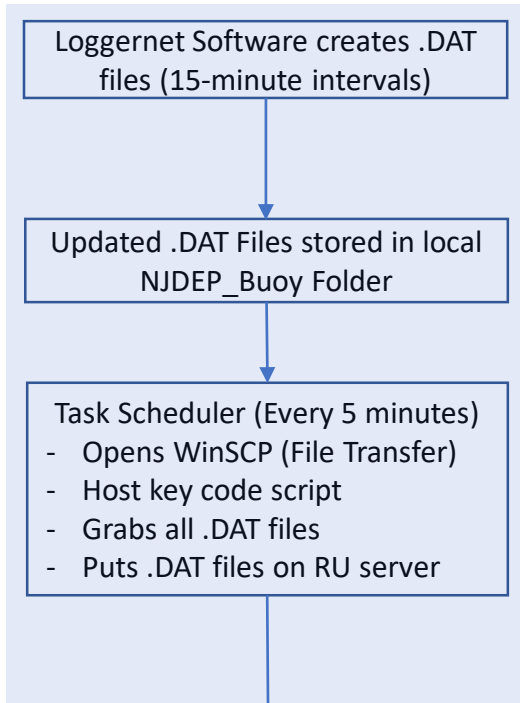 Loggernet Software creates .DAT
files (15-minute intervals)
Updated .DAT Files stored in local
NJDEP_Buoy Folder
Task Scheduler (Every 5 minutes)
- Opens WinSCP (File Transfer)
- Host key code script
- Grabs all .DAT files
- Puts .DAT files on RU server